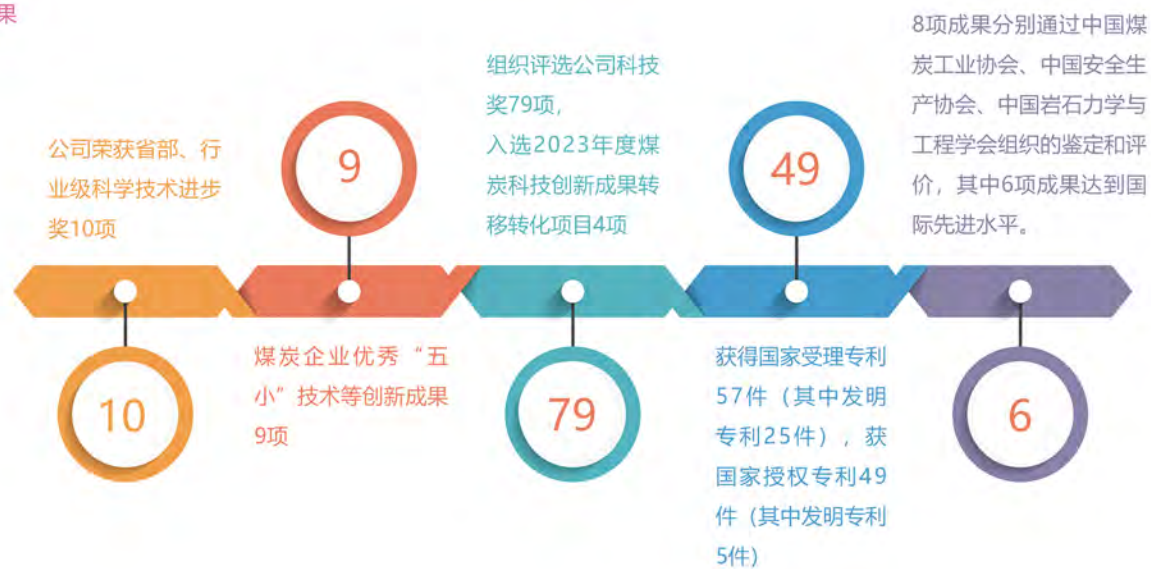 果
公司荣获省部、行
业级科学技术进步
奖10项
10
9
煤炭企业优秀“五
小”技术等创新成果
9项
组织评选公司科技
奖79项，
入选2023年度煤
炭科技创新成果转
移转化项目4项
79
49
获得国家受理专利
57件（其中发明
专利25件），获
国家授权专利49
件（其中发明专利
5件）
8项成果分别通过中国煤
炭工业协会、中国安全生
产协会、中国岩石力学与
工程学会组织的鉴定和评
价，其中6项成果达到国
际先进水平。
6